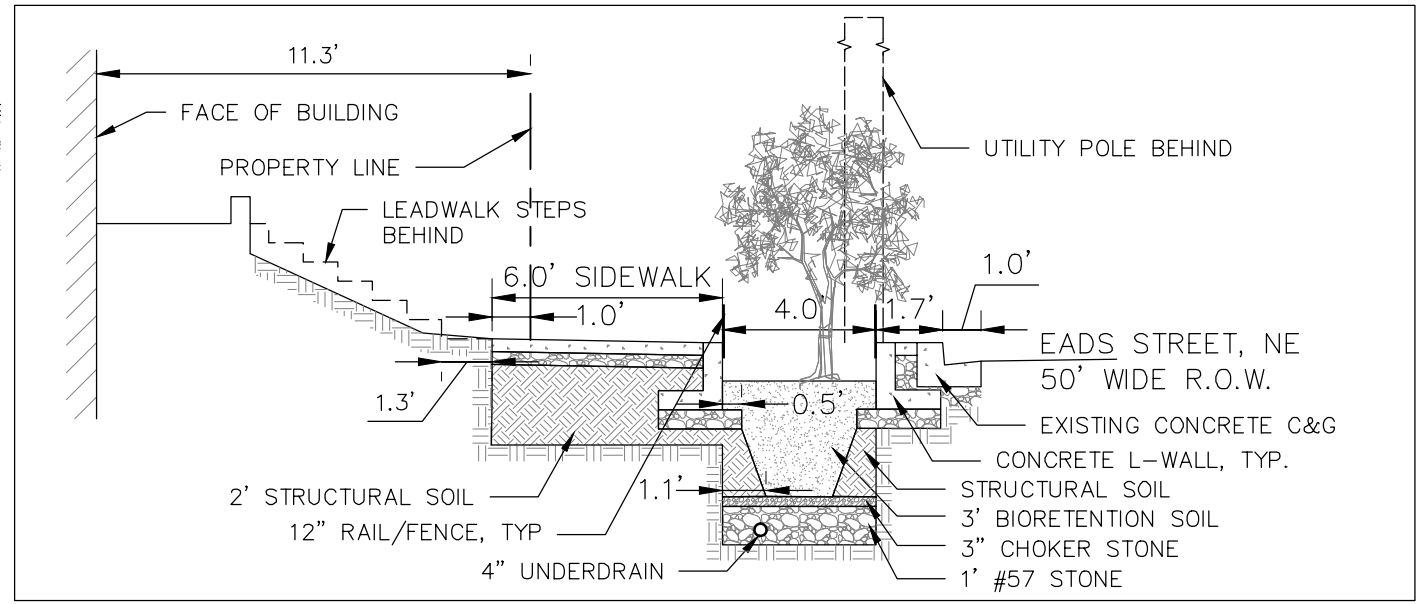 11.3'
FACE OF BUILDING
PROPERTY LINE
UTILITY POLE BEHIND
LEADWALK STEPS
BEHIND
6.0' SIDEWALK
1.0'
1.0'
4.0'
1.7'
EADS STREET, NE
50' WIDE R.O.W.
1.3'
0.5'
EXISTING CONCRETE C&G
CONCRETE L-WALL, TYP.
2' STRUCTURAL SOIL
1.1'
STRUCTURAL SOIL
12" RAIL/FENCE, TYP
3' BIORETENTION SOIL
3" CHOKER STONE
4" UNDERDRAIN
1' #57 STONE